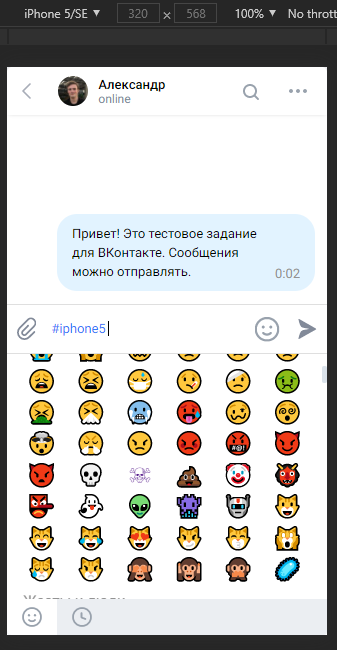 iPhone 5/SE ▼ 320 × 568 100% ▼ No thrott
Александр
online
Привет! Это тестовое задание
для ВКонтакте. Сообщения
можно отправлять.
0:02
#iphone5